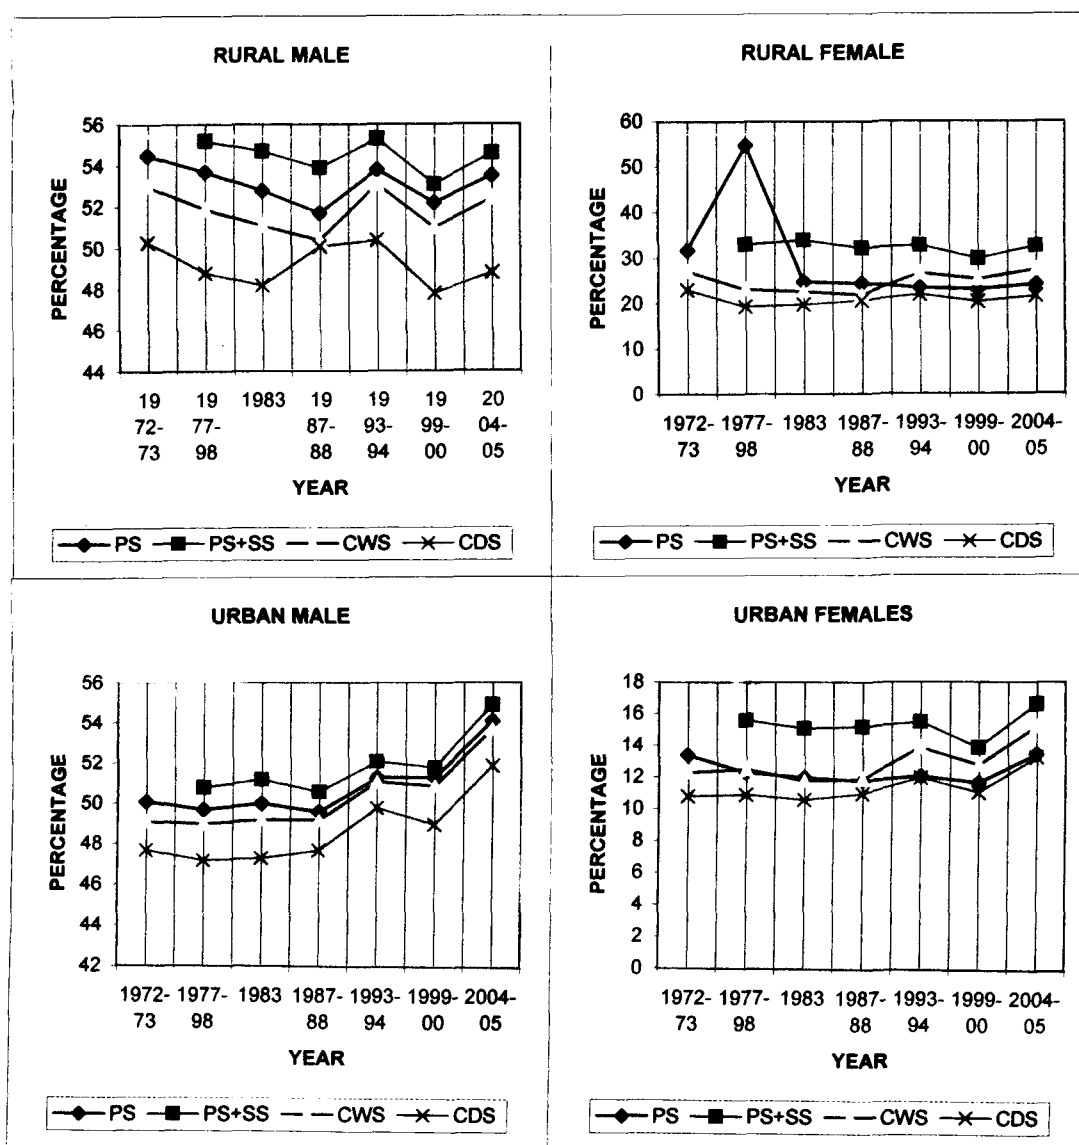 RURAL MALE
PERCENTAGE
56
54
52
50
48
46
44
19 19 1983 19 19 19 20
72- 77- 87- 93- 99- 04-
73 98 88 94 00 05
YEAR
PS PS+SS CWS CDS
RURAL FEMALE
PERCENTAGE
60
50
40
30
20
10
0
1972- 1977- 1983 1987- 1993- 1999- 2004-
73 98 88 94 00 05
YEAR
PS PS+SS CWS CDS
URBAN MALE
PERCENTAGE
56
54
52
50
48
46
44
42
1972- 1977- 1983 1987- 1993- 1999- 2004-
73 98 88 94 00 05
YEAR
PS PS+SS CWS CDS
URBAN FEMALES
PERCENTAGE
18
16
14
12
10
8
6
4
2
0
1972- 1977- 1983 1987- 1993- 1999- 2004-
73 98 88 94 00 05
YEAR
PS PS+SS CWS CDS